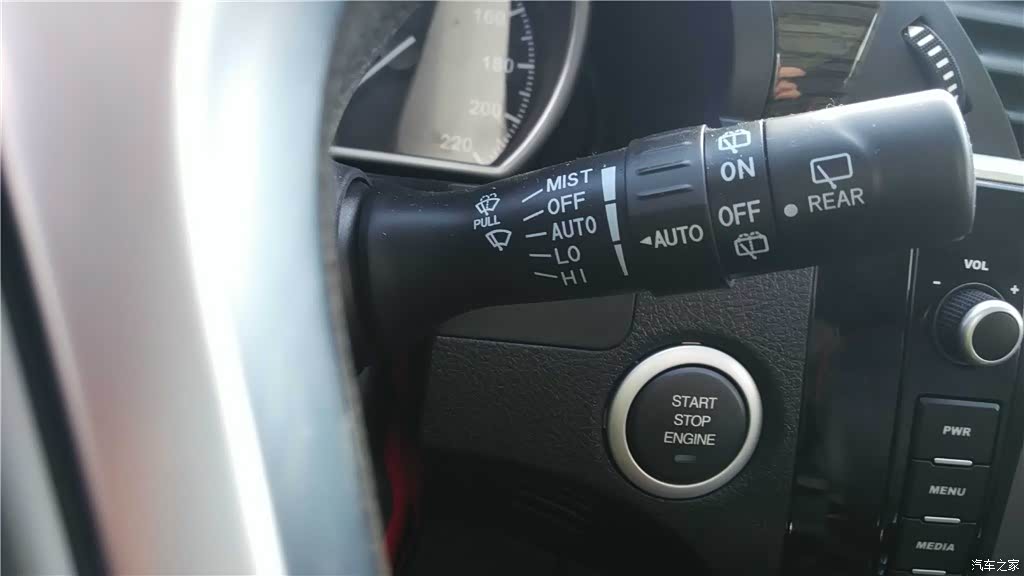 160
180
200
220
MIST
OFF
AUTO
LO
HI
PULL
◄AUTO
ON
OFF
REAR
START
STOP
ENGINE
VOL
- +
PWR
MENU
MEDIA
汽车之家